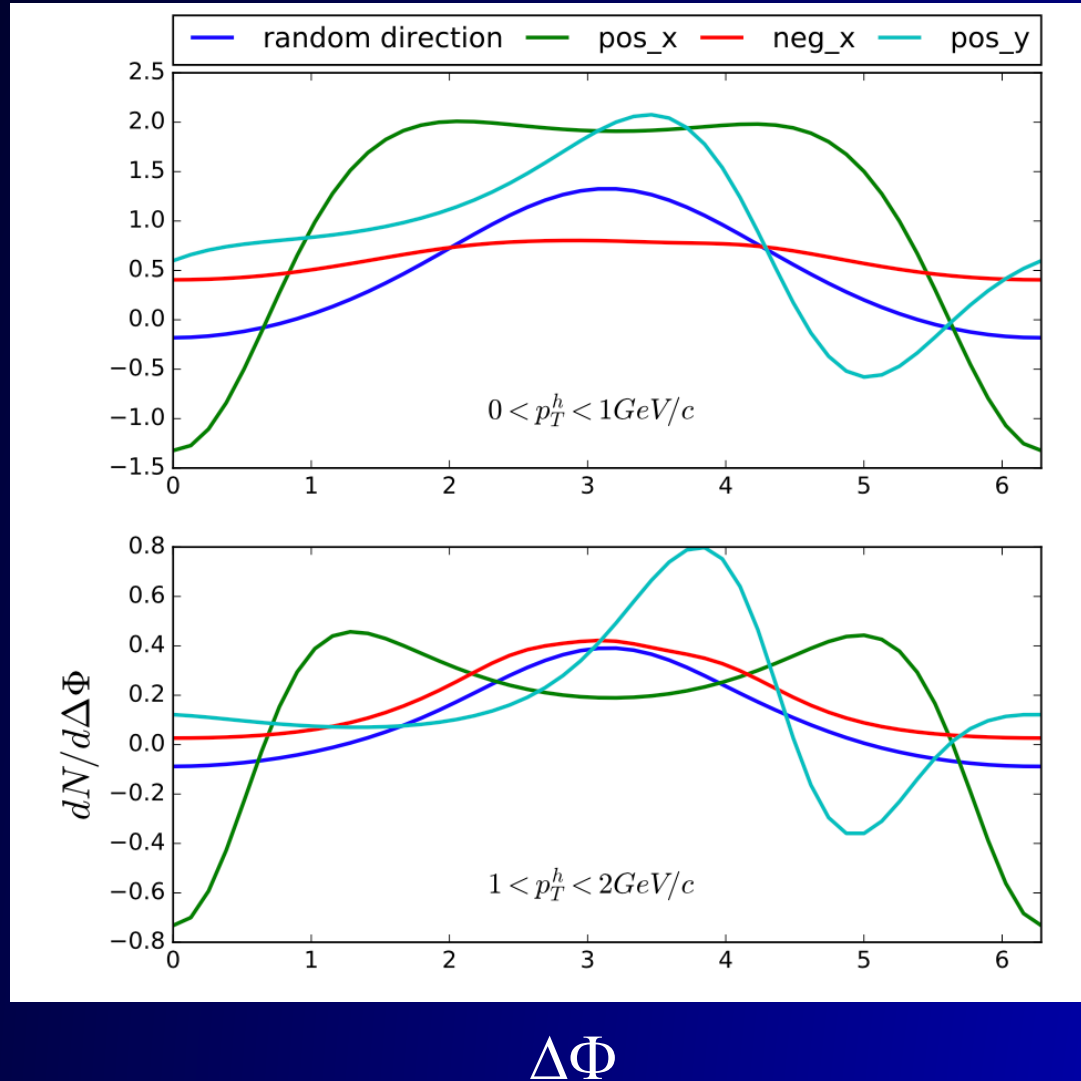 random direction pos_x neg_x pos_y
2.5
2.0
1.5
1.0
0.5
0.0
−0.5
−1.0
−1.5
0 < p_T^h < 1GeV/c
0 1 2 3 4 5 6
0.8
0.6
0.4
0.2
0.0
−0.2
−0.4
−0.6
−0.8
dN/dΔΦ
1 < p_T^h < 2GeV/c
0 1 2 3 4 5 6
ΔΦ